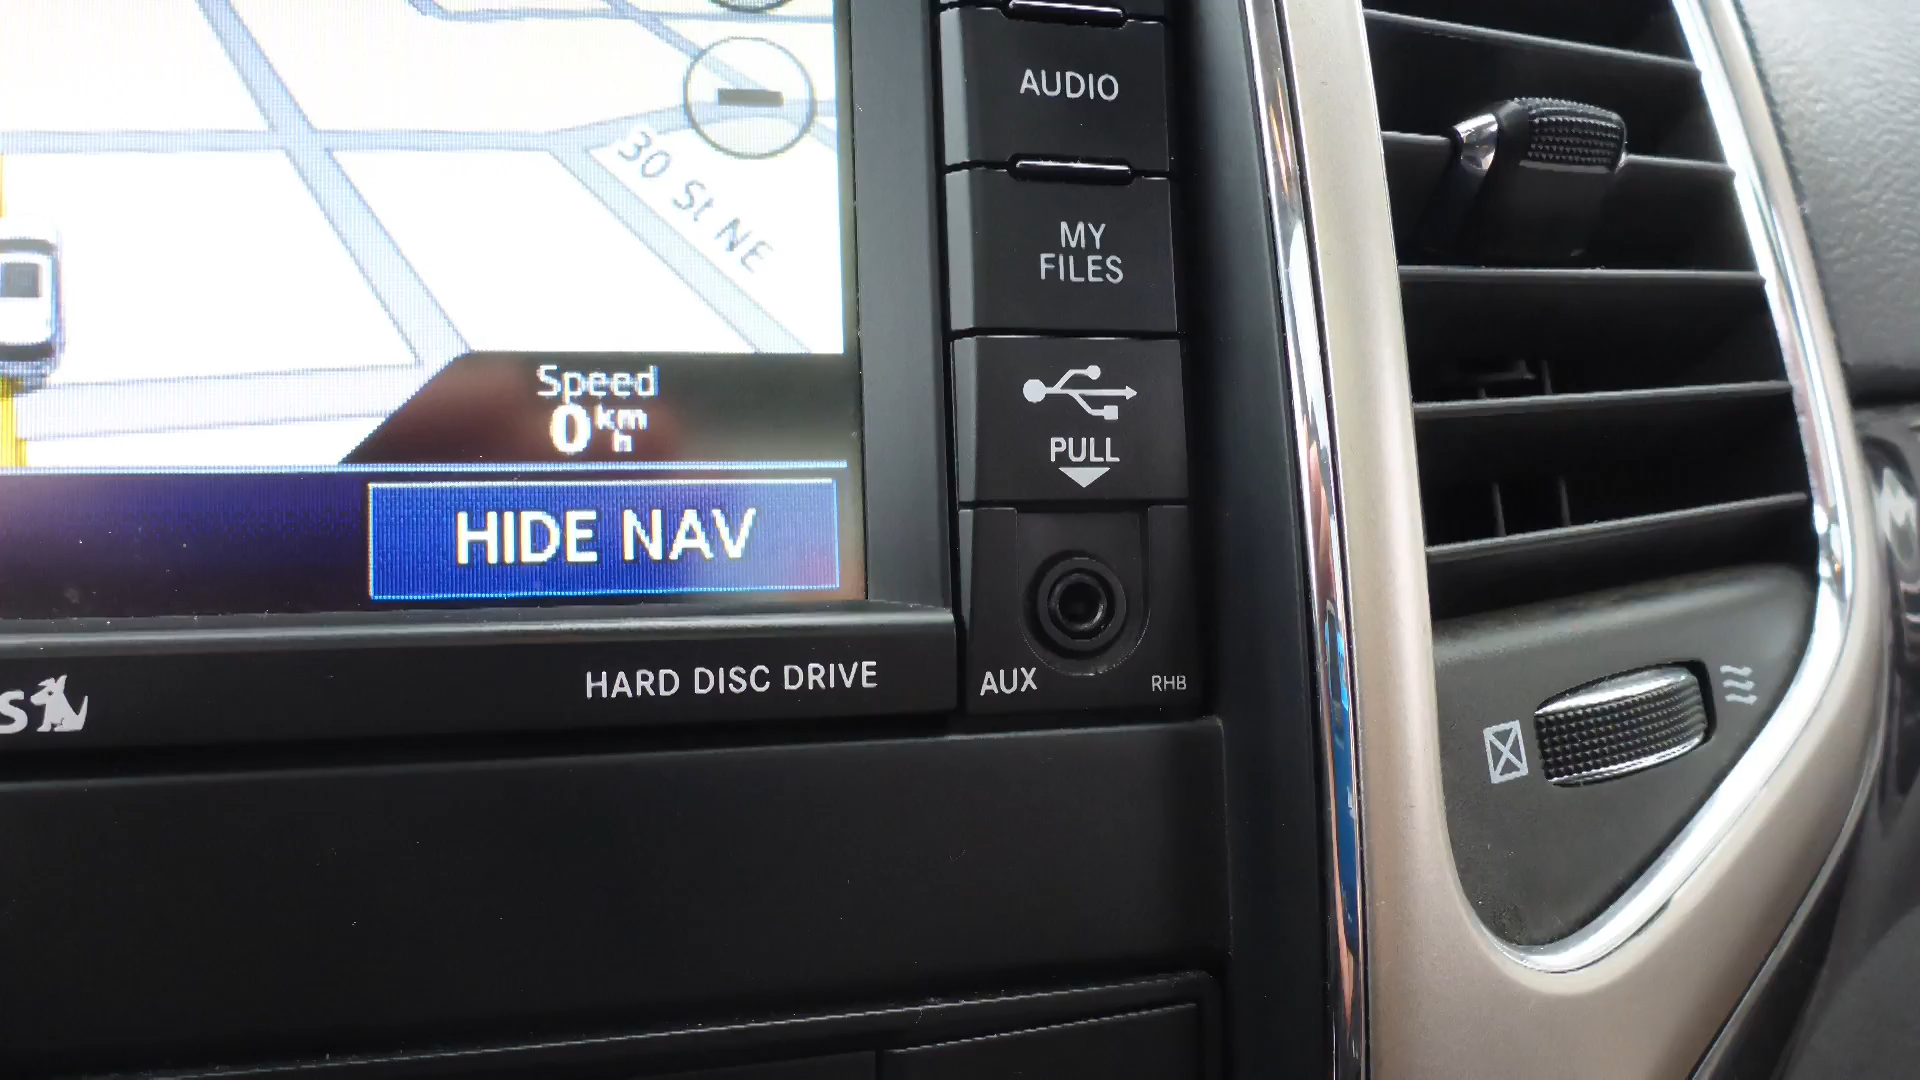 AUDIO
30 St NE
MY
FILES
Speed
0 km
h
PULL
HIDE NAV
HARD DISC DRIVE
AUX
RHB
s